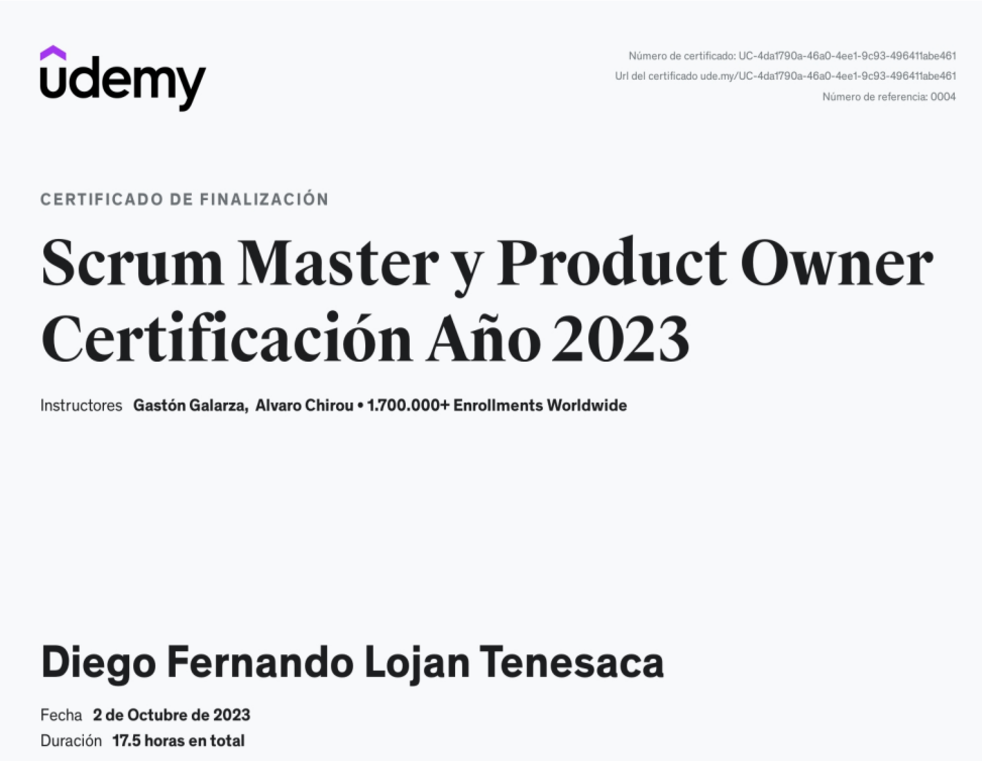 ûdemy
Número de certificado: UC-4da1790a-46a0-4ee1-9c93-496411abe461
Url del certificado ude.my/UC-4da1790a-46a0-4ee1-9c93-496411abe461
Número de referencia: 0004
CERTIFICADO DE FINALIZACIÓN
Scrum Master y Product Owner
Certificación Año 2023
Instructores Gastón Galarza, Alvaro Chirou • 1.700.000+ Enrollments Worldwide
Diego Fernando Lojan Tenesaca
Fecha 2 de Octubre de 2023
Duración 17.5 horas en total